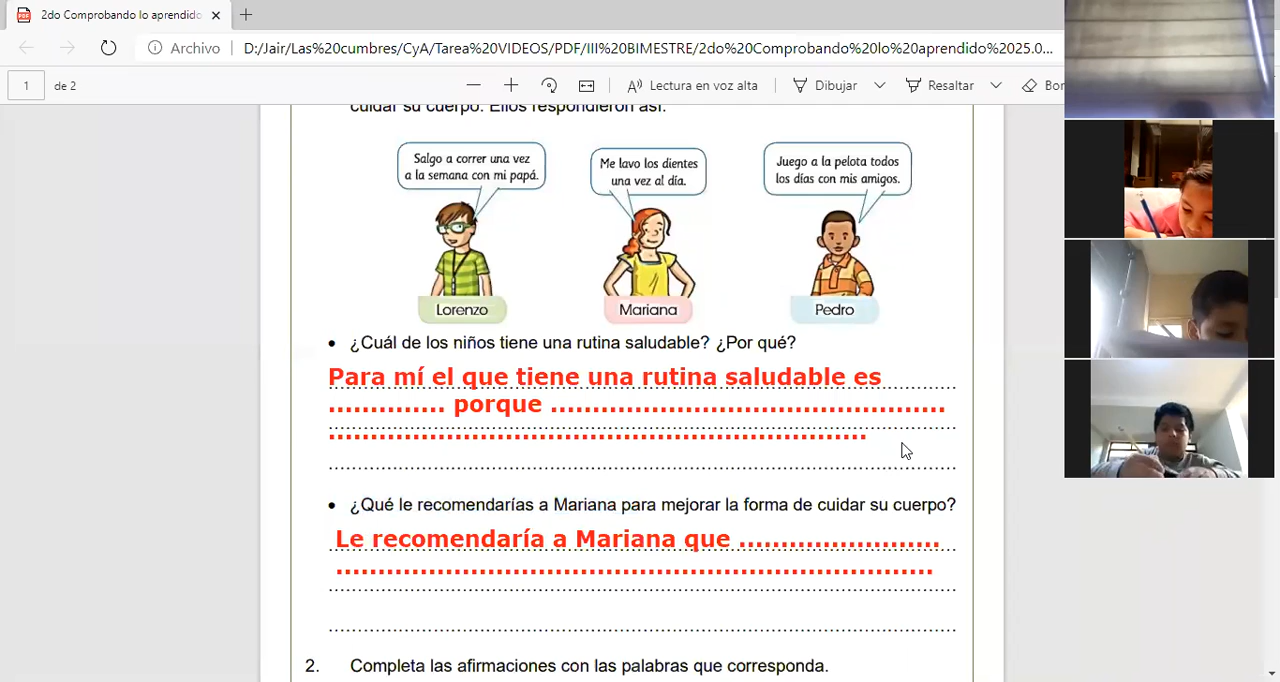 2do Comprobando lo aprendido
Archivo
D:/Jair/Las%20cumbres/CyA/Tarea%20VIDEOS/PDF/III%20BIMESTRE/2do%20Comprobando%20lo%20aprendido%2025.0...
1 de 2
Lectura en voz alta
Dibujar
Resaltar
Bor
cuidar su cuerpo. Ellos respondieron así:
Salgo a correr una vez
a la semana con mi papá.
Me lavo los dientes
una vez al día.
Juego a la pelota todos
los días con mis amigos.
Lorenzo
Mariana
Pedro
• ¿Cuál de los niños tiene una rutina saludable? ¿Por qué?
Para mí el que tiene una rutina saludable es
.............. porque ...............................................
................................................................
• ¿Qué le recomendarías a Mariana para mejorar la forma de cuidar su cuerpo?
Le recomendaría a Mariana que ........................
.......................................................................
2. Completa las afirmaciones con las palabras que corresponda.